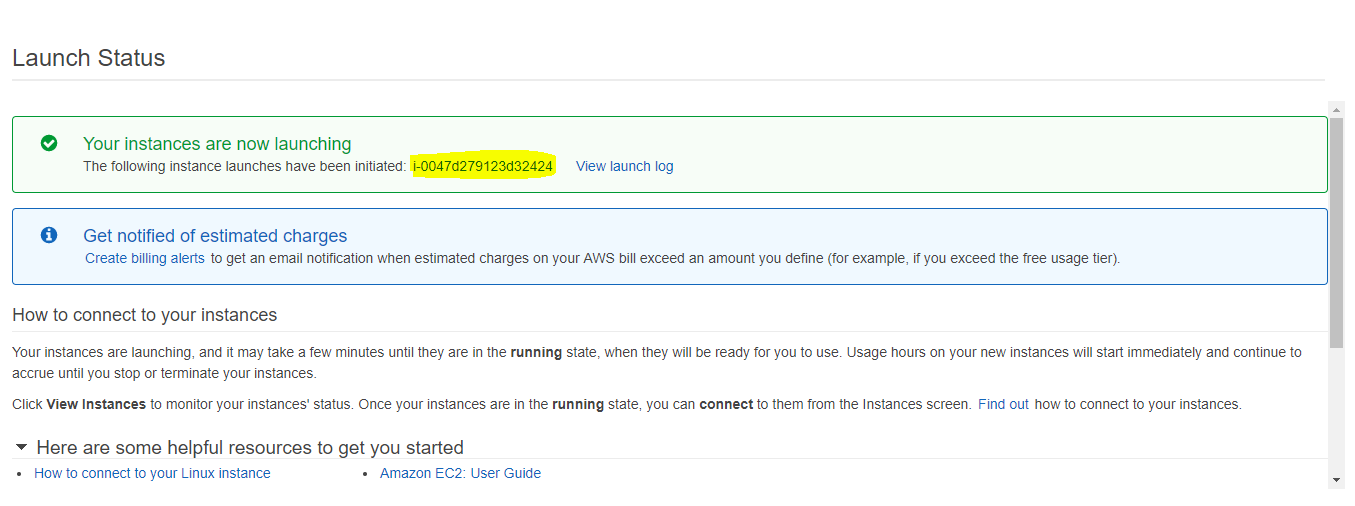 Launch Status
Your instances are now launching
The following instance launches have been initiated: i-0047d279123d32424 View launch log
Get notified of estimated charges
Create billing alerts to get an email notification when estimated charges on your AWS bill exceed an amount you define (for example, if you exceed the free usage tier).
How to connect to your instances
Your instances are launching, and it may take a few minutes until they are in the running state, when they will be ready for you to use. Usage hours on your new instances will start immediately and continue to
accrue until you stop or terminate your instances.
Click View Instances to monitor your instances' status. Once your instances are in the running state, you can connect to them from the Instances screen. Find out how to connect to your instances.
Here are some helpful resources to get you started
• How to connect to your Linux instance • Amazon EC2: User Guide